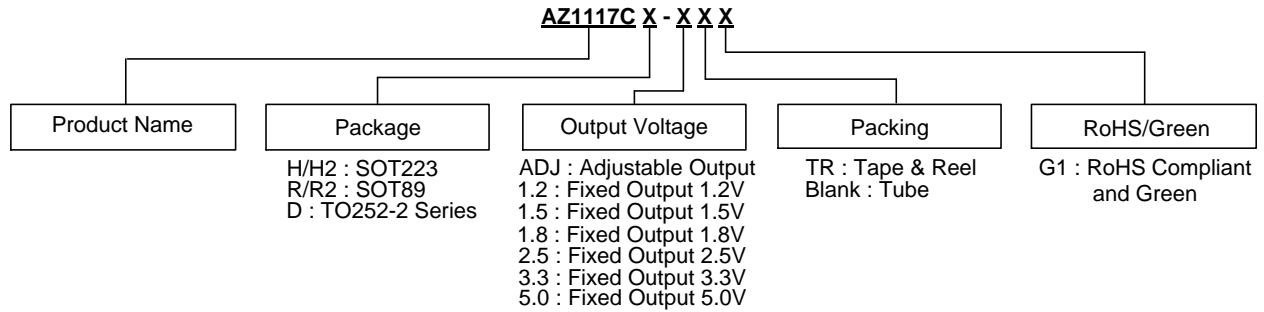 AZ1117C X - X X X
Product Name
Package
Output Voltage
Packing
RoHS/Green
H/H2 : SOT223
R/R2 : SOT89
D : TO252-2 Series
ADJ : Adjustable Output
1.2 : Fixed Output 1.2V
1.5 : Fixed Output 1.5V
1.8 : Fixed Output 1.8V
2.5 : Fixed Output 2.5V
3.3 : Fixed Output 3.3V
5.0 : Fixed Output 5.0V
TR : Tape & Reel
Blank : Tube
G1 : RoHS Compliant
and Green